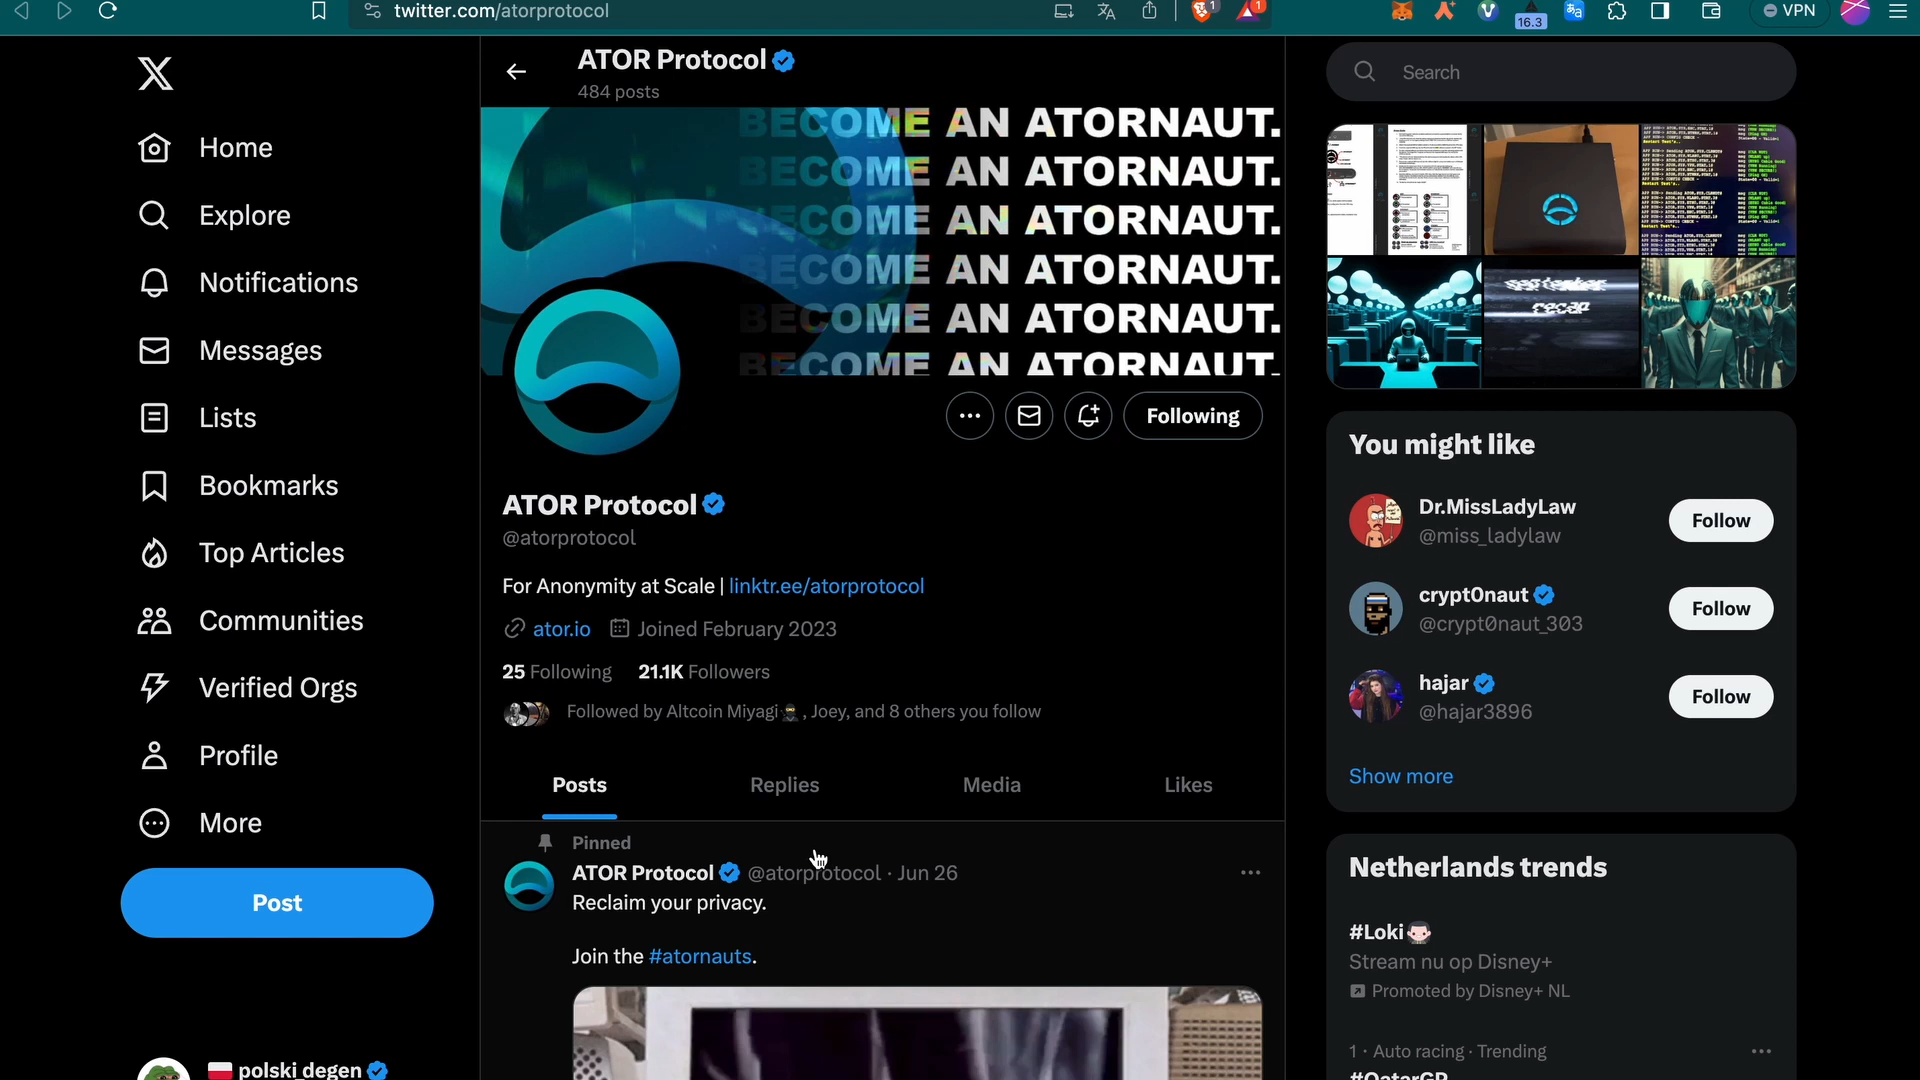 twitter.com/atorprotocol
1
1
16.3
VPN
ATOR Protocol
484 posts
Search
BECOME AN ATORNAUT.
BECOME AN ATORNAUT.
BECOME AN ATORNAUT.
BECOME AN ATORNAUT.
BECOME AN ATORNAUT.
BECOME AN ATORNAUT.
Home
Explore
Notifications
Messages
Lists
Bookmarks
Top Articles
Communities
Verified Orgs
Profile
More
Post
polski_degen
Following
ATOR Protocol
@atorprotocol
For Anonymity at Scale | linktr.ee/atorprotocol
ator.io Joined February 2023
25 Following 21.1K Followers
Followed by Altcoin Miyagi, Joey, and 8 others you follow
Posts Replies Media Likes
Pinned
ATOR Protocol @atorprotocol · Jun 26
Reclaim your privacy.
Join the #atornauts.
september
recap
You might like
Dr.MissLadyLaw
@miss_ladylaw
Follow
crypt0naut
@crypt0naut_303
Follow
hajar
@hajar3896
Follow
Show more
Netherlands trends
#Loki
Stream nu op Disney+
Promoted by Disney+ NL
1 · Auto racing · Trending
#QatarGP